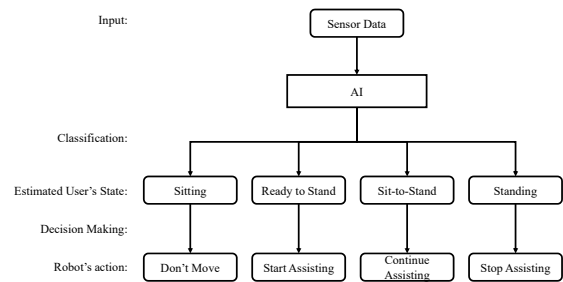 Input:
Sensor Data
AI
Classification:
Estimated User's State:
Sitting
Ready to Stand
Sit-to-Stand
Standing
Decision Making:
Robot's action:
Don't Move
Start Assisting
Continue
Assisting
Stop Assisting